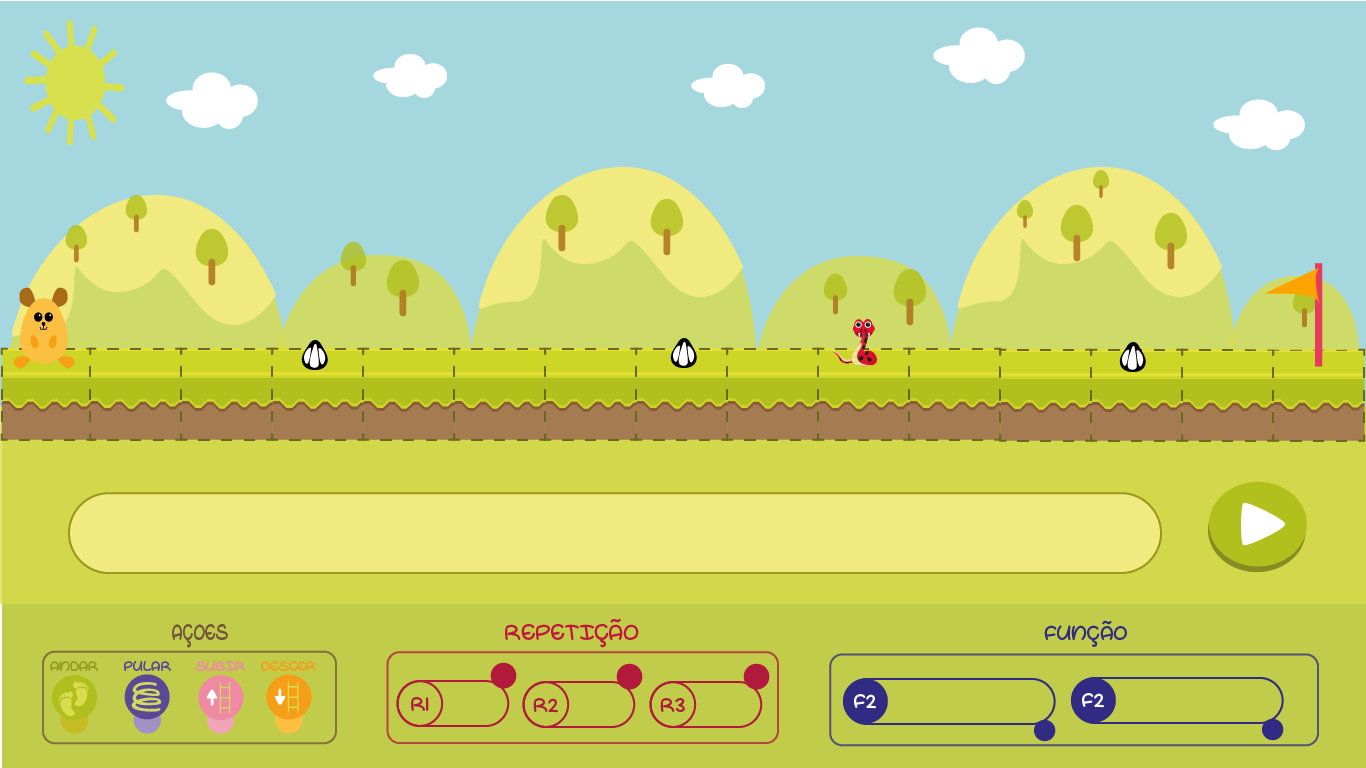 AÇOES
REPETIÇÃO
FUNÇÃO
ANDAR PULAR SUBIR DESCER
R1 R2 R3
F2 F2